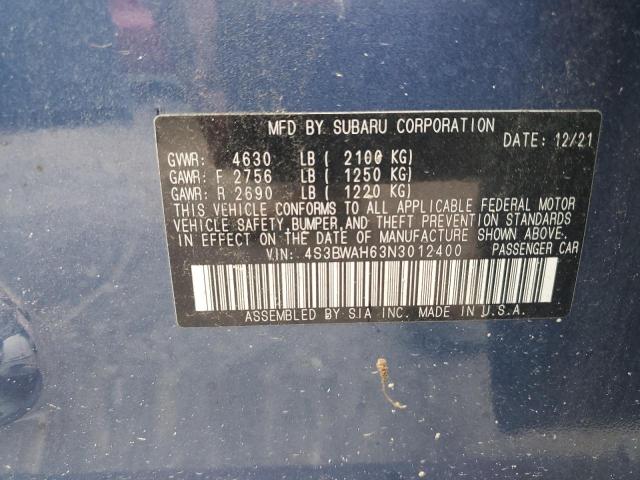 MFD BY SUBARU CORPORATION
DATE: 12/21
GVWR: 4630 LB ( 2100 KG)
GAWR: F 2756 LB ( 1250 KG)
GAWR: R 2690 LB ( 1220 KG)
THIS VEHICLE CONFORMS TO ALL APPLICABLE FEDERAL MOTOR
VEHICLE SAFETY, BUMPER, AND THEFT PREVENTION STANDARDS
IN EFFECT ON THE DATE OF MANUFACTURE SHOWN ABOVE.
VIN: 4S3BWAH63N3012400 PASSENGER CAR
ASSEMBLED BY SIA INC. MADE IN U.S.A.